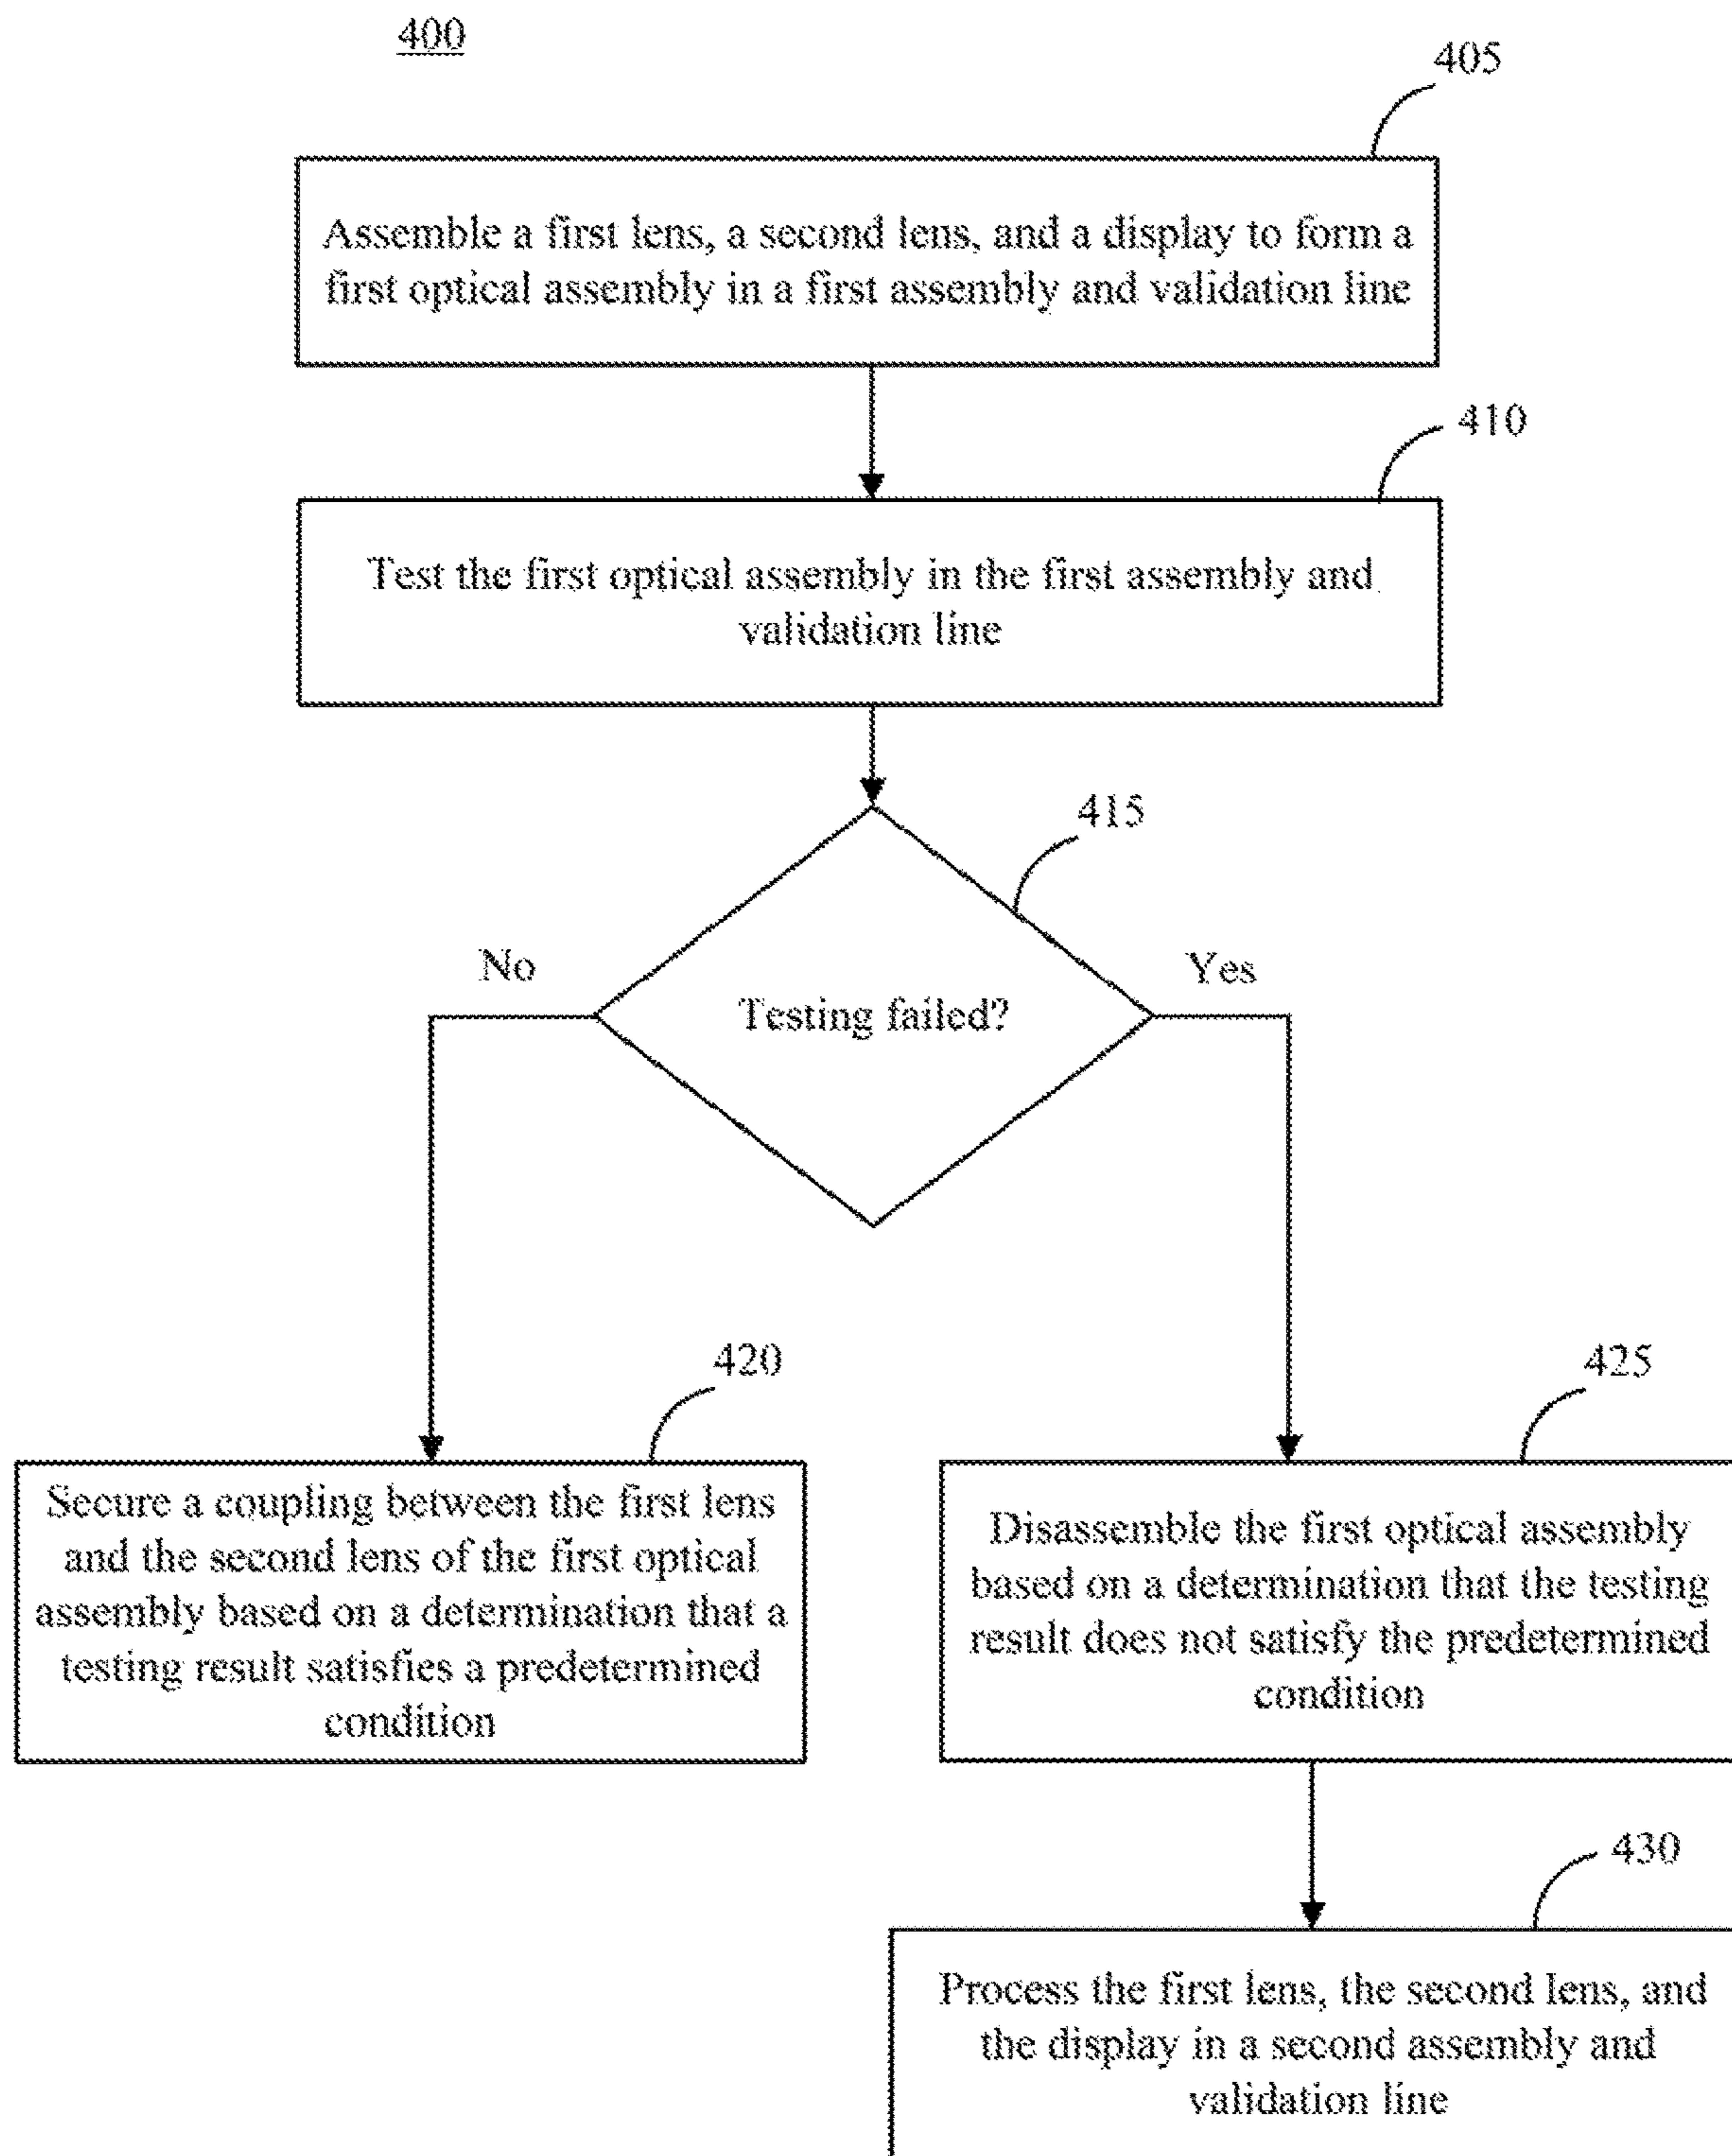 400
405
Assemble a first lens, a second lens, and a display to form a
first optical assembly in a first assembly and validation line
410
Test the first optical assembly in the first assembly and
validation line
415
No
Yes
Testing failed?
420
425
Secure a coupling between the first lens
and the second lens of the first optical
assembly based on a determination that a
testing result satisfies a predetermined
condition
Disassemble the first optical assembly
based on a determination that the testing
result does not satisfy the predetermined
condition
430
Process the first lens, the second lens, and
the display in a second assembly and
validation line